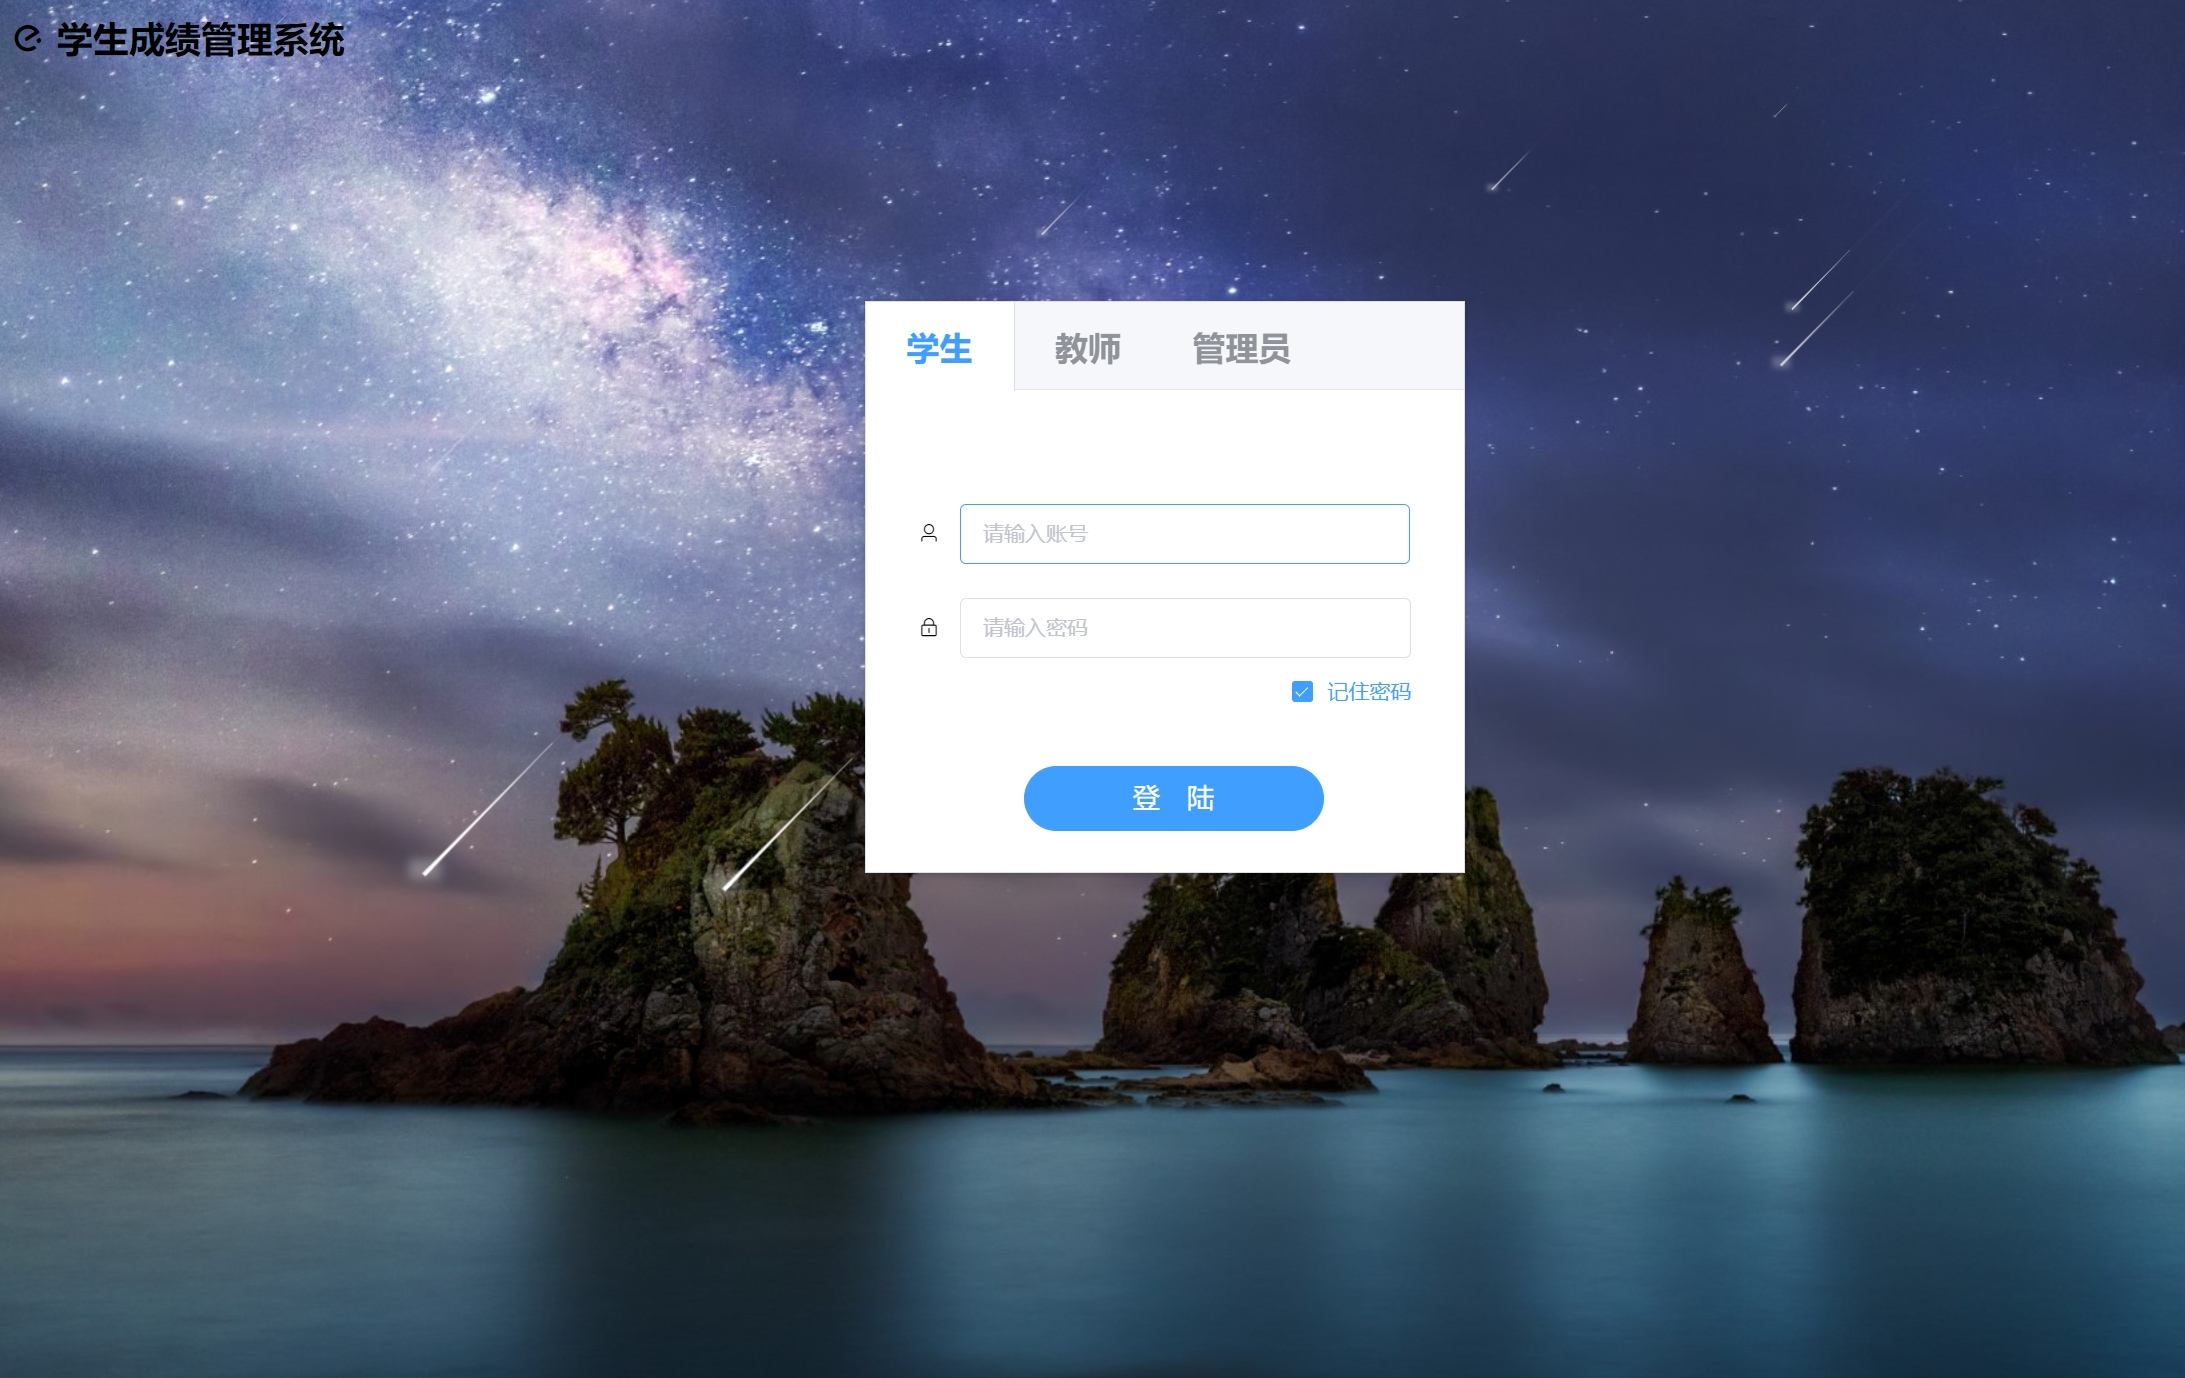 学生成绩管理系统
学生 教师 管理员
请输入账号
请输入密码
记住密码
登 陆